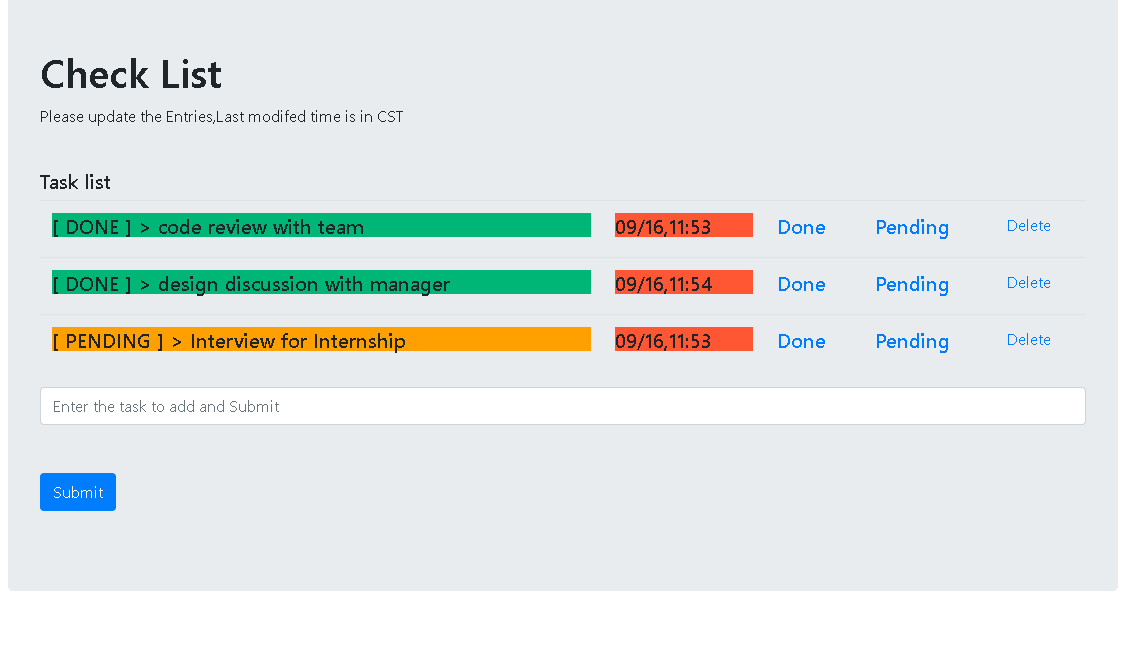 Check List
Please update the Entries,Last modifed time is in CST
Task list
[ DONE ] > code review with team 09/16,11:53 Done Pending Delete
[ DONE ] > design discussion with manager 09/16,11:54 Done Pending Delete
[ PENDING ] > Interview for Internship 09/16,11:53 Done Pending Delete
Enter the task to add and Submit
Submit